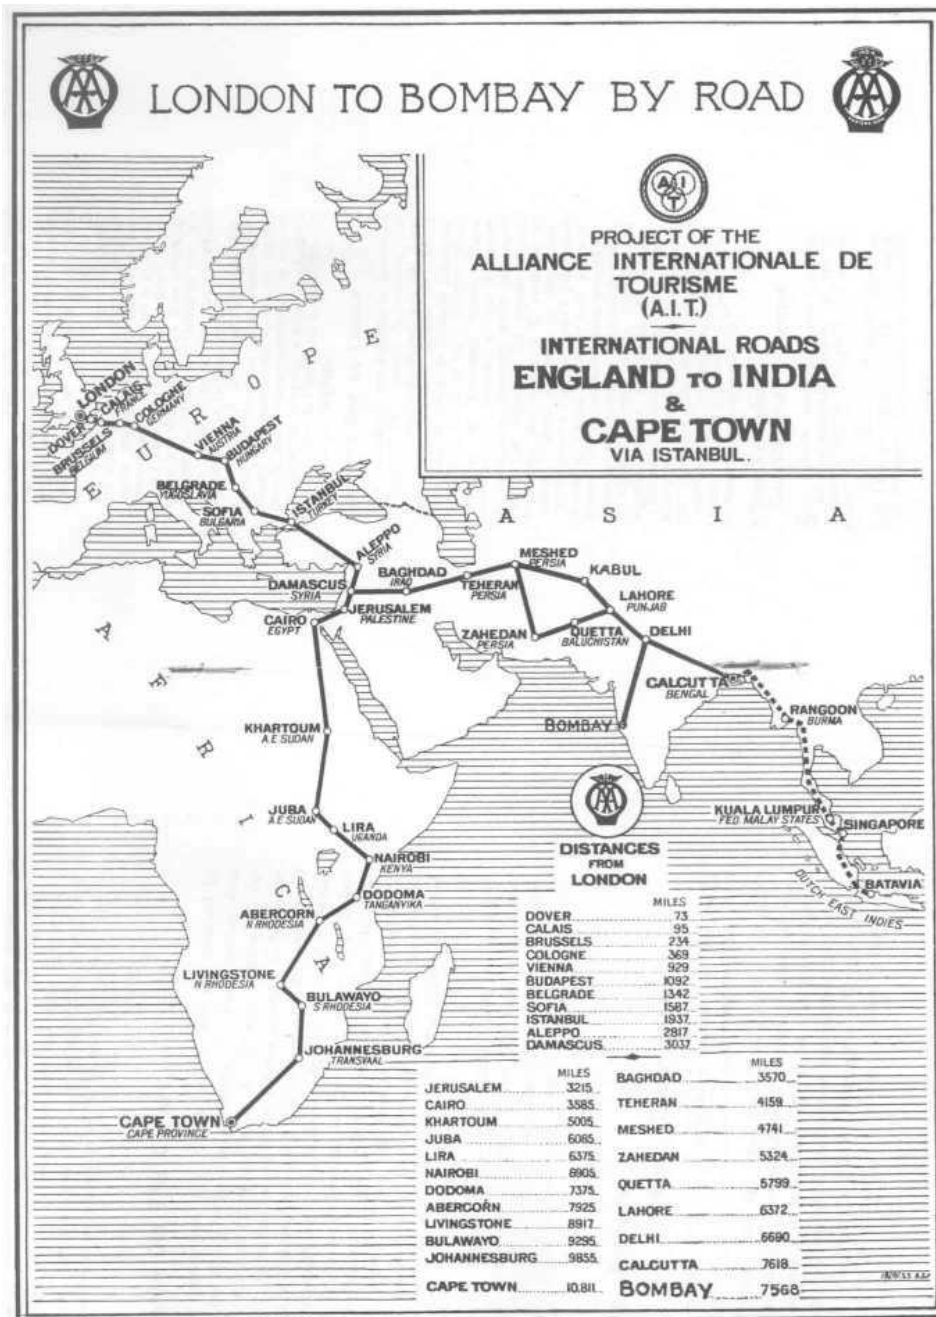 LONDON TO BOMBAY BY ROAD
AA
AA
A I T
PROJECT OF THE
ALLIANCE INTERNATIONALE DE
TOURISME
(A.I.T.)
INTERNATIONAL ROADS
ENGLAND TO INDIA
&
CAPE TOWN
VIA ISTANBUL.
EUROPE
ASIA
AFRICA
LONDON
DOVER
CALAIS
FRANCE
BRUSSELS
BELGIUM
COLOGNE
GERMANY
VIENNA
AUSTRIA
BUDAPEST
HUNGRY
BELGRADE
YUGOSLAVIA
SOFIA
BULGARIA
ISTANBUL
TURKEY
ALEPPO
SYRIA
DAMASCUS
SYRIA
BAGHDAD
IRAQ
TEHERAN
PERSIA
MESHED
PERSIA
KABUL
LAHORE
PUNJAB
ZAHEDAN
PERSIA
QUETTA
BALUCHISTAN
DELHI
JERUSALEM
PALESTINE
CAIRO
EGYPT
CALCUTTA
BENGAL
BOMBAY
RANGOON
BURMA
KHARTOUM
A E SUDAN
JUBA
A E SUDAN
LIRA
UGANDA
NAIROBI
KENYA
DODOMA
TANGANYIKA
ABERCORN
N RHODESIA
LIVINGSTONE
N RHODESIA
BULAWAYO
S RHODESIA
JOHANNESBURG
TRANSVAAL
CAPE TOWN
CAPE PROVINCE
KUALA LUMPUR
FED. MALAY STATES
SINGAPORE
BATAVIA
DUTCH EAST INDIES
AA
DISTANCES
FROM
LONDON
MILES
DOVER 73
CALAIS 95
BRUSSELS 234
COLOGNE 369
VIENNA 929
BUDAPEST 1092
BELGRADE 1342
SOFIA 1587
ISTANBUL 1937
ALEPPO 2817
DAMASCUS 3037
MILES
JERUSALEM 3215
CAIRO 3585
KHARTOUM 5005
JUBA 6085
LIRA 6375
NAIROBI 6905
DODOMA 7375
ABERCORN 7925
LIVINGSTONE 8917
BULAWAYO 9295
JOHANNESBURG 9855
CAPE TOWN 10.811
MILES
BAGHDAD 3570
TEHERAN 4159
MESHED 4741
ZAHEDAN 5324
QUETTA 5799
LAHORE 6372
DELHI 6690
CALCUTTA 7618
BOMBAY 7568